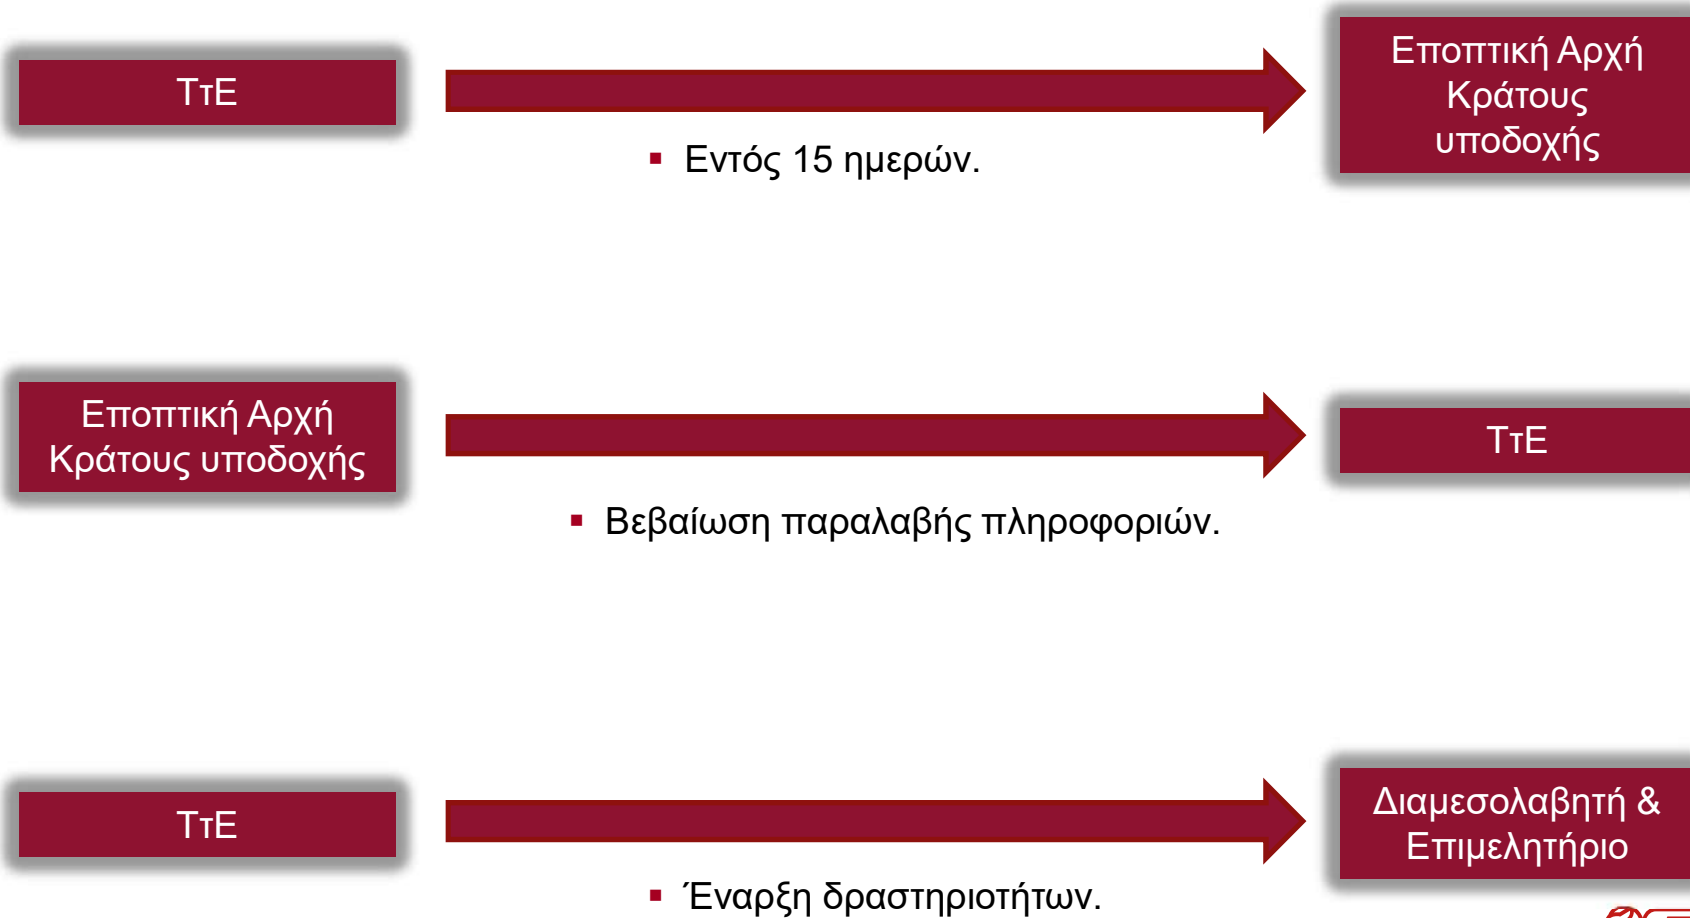 ΤτΕ
Εποπτική Αρχή
Κράτους
υποδοχής
▪ Εντός 15 ημερών.
Εποπτική Αρχή
Κράτους υποδοχής
ΤτΕ
▪ Βεβαίωση παραλαβής πληροφοριών.
ΤτΕ
Διαμεσολαβητή &
Επιμελητήριο
▪ Έναρξη δραστηριοτήτων.